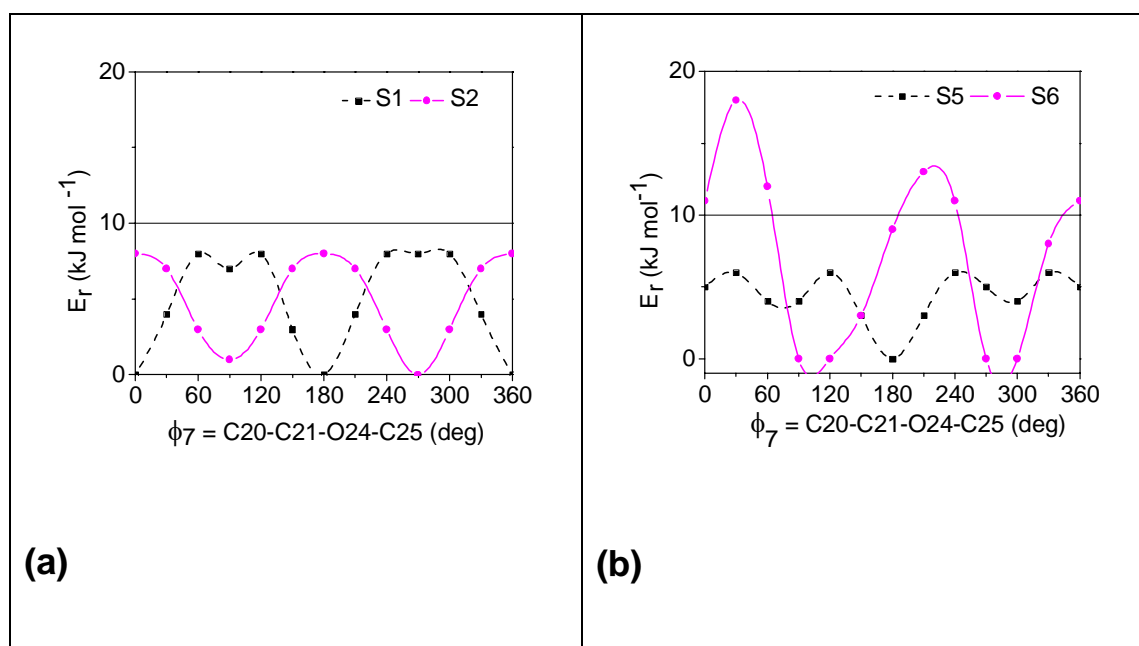 20
S1 S2
10
0
E_r (kJ mol⁻¹)
0 60 120 180 240 300 360
ϕ7 = C20-C21-O24-C25 (deg)
(a)
20
S5 S6
10
0
E_r (kJ mol⁻¹)
0 60 120 180 240 300 360
ϕ7 = C20-C21-O24-C25 (deg)
(b)